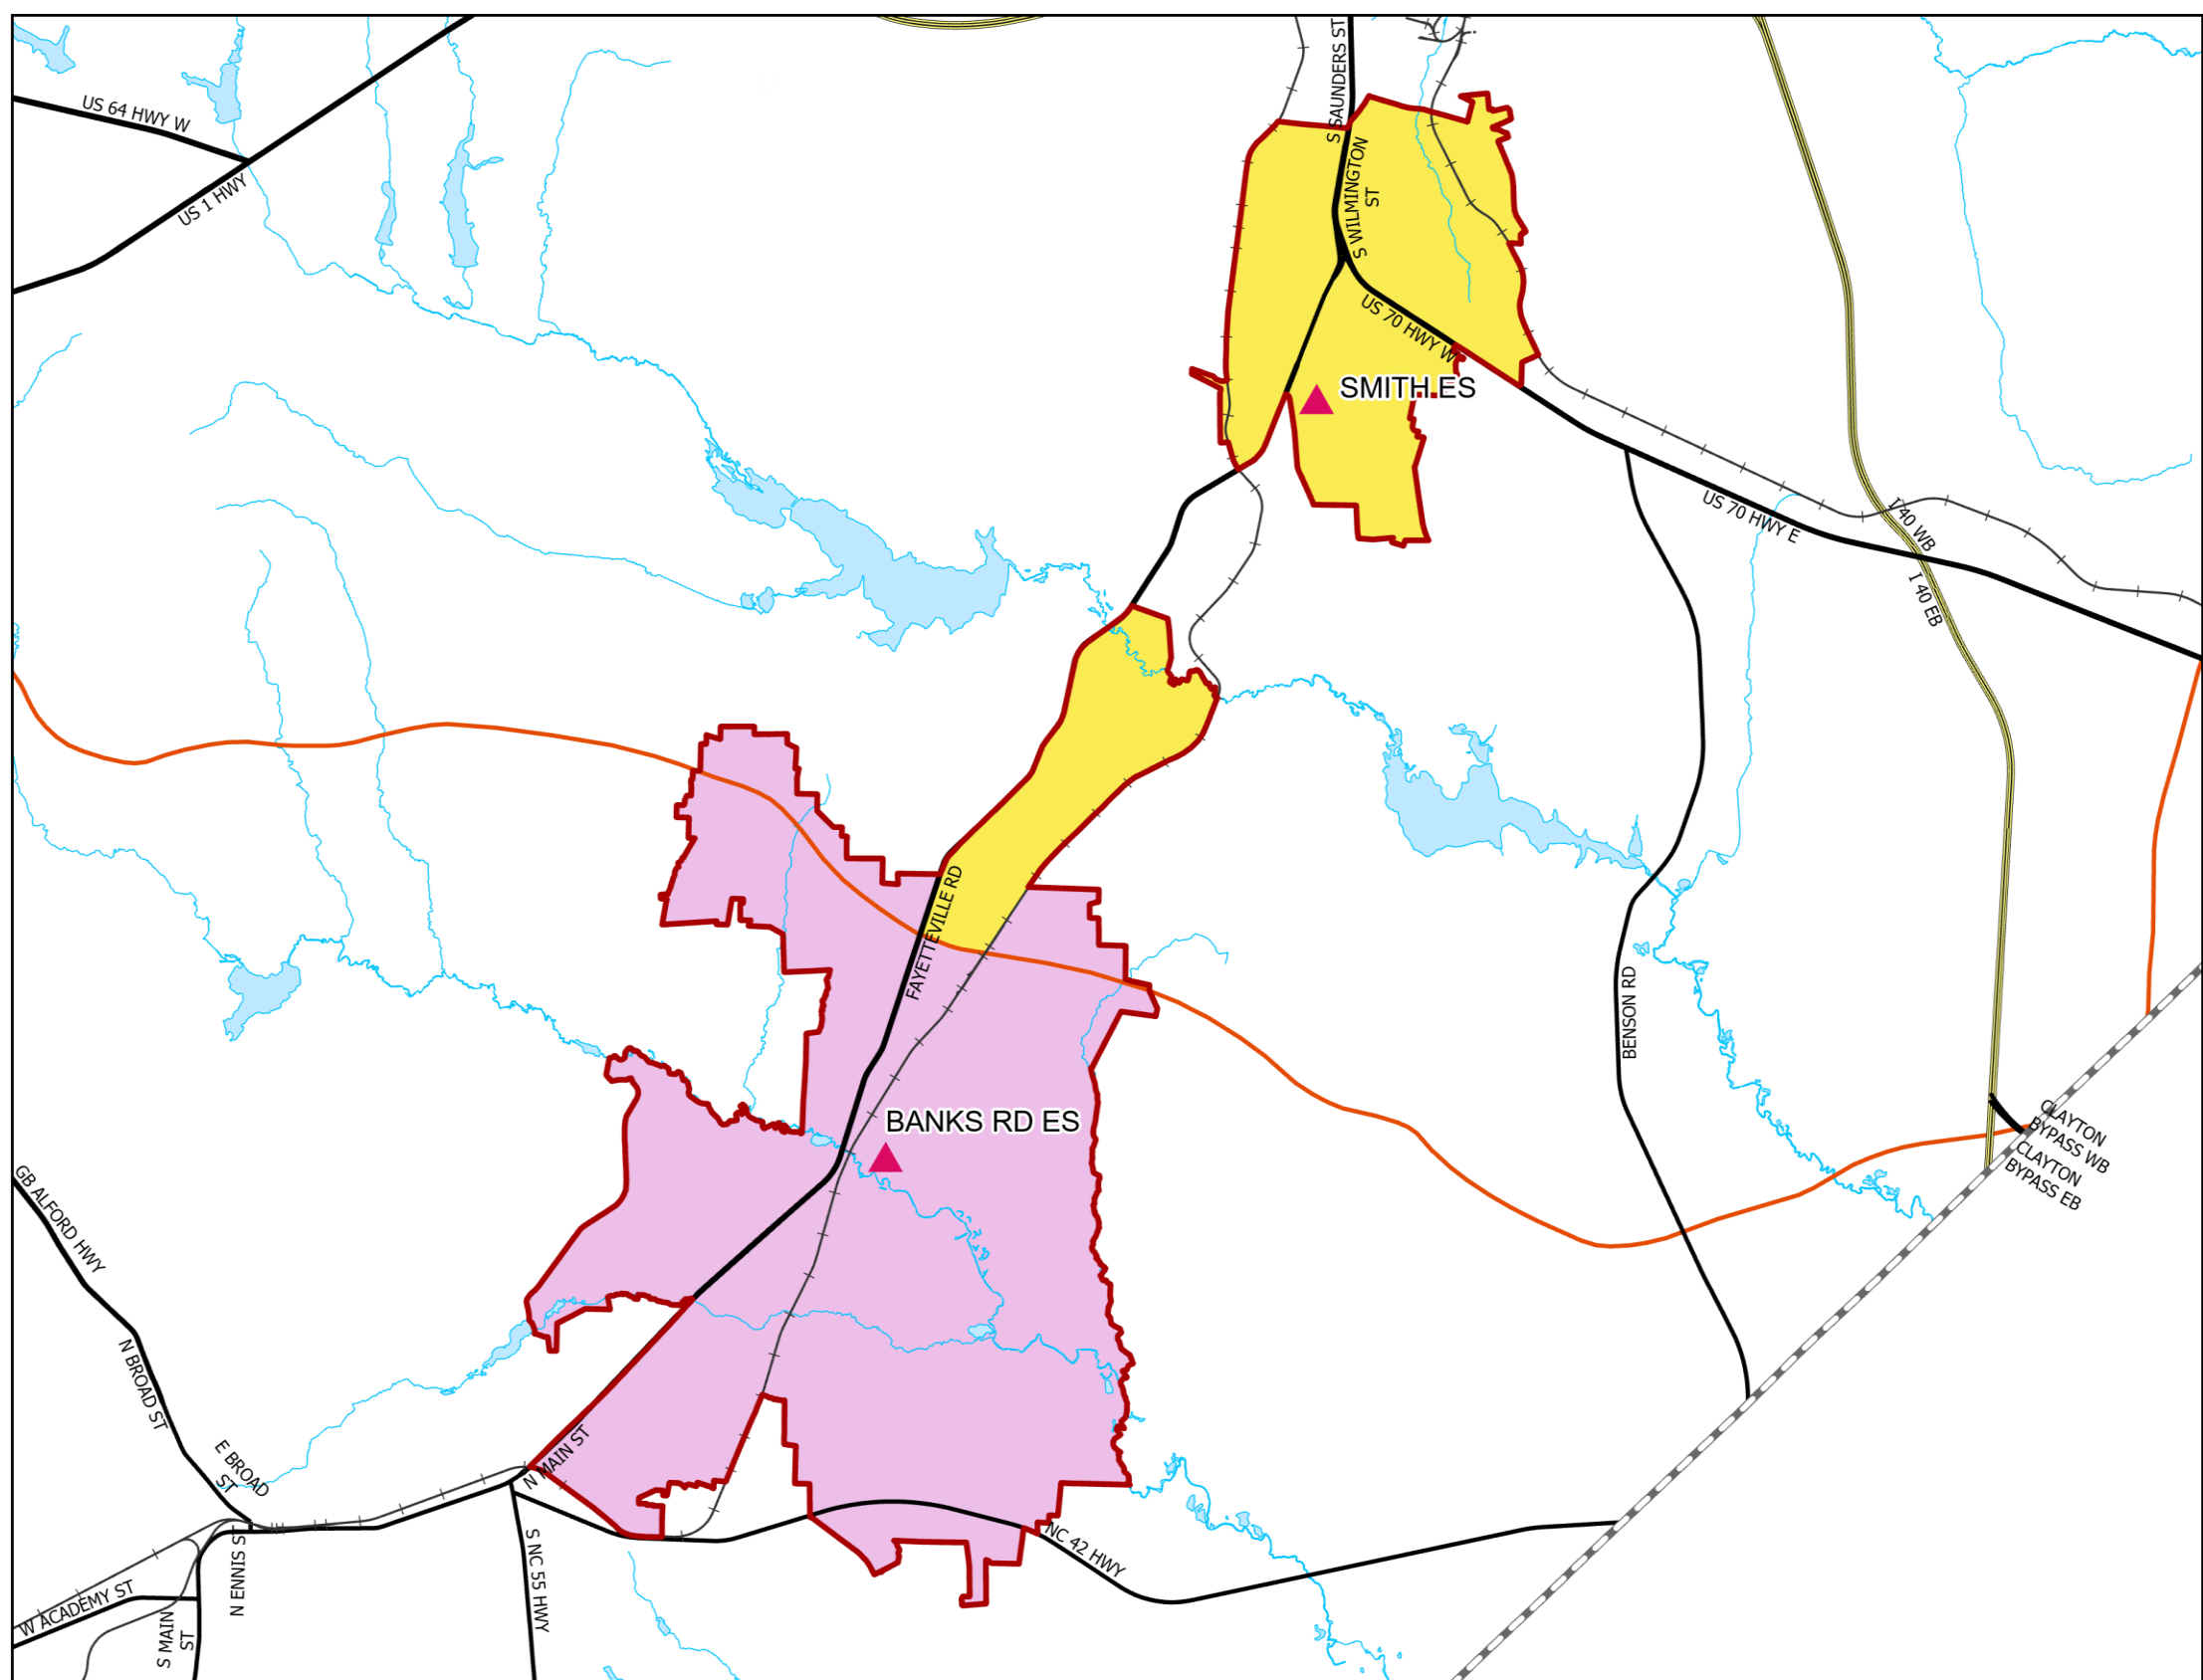 S SAUNDERS ST
US 64 HWY W
US 1 HWY
S WILMINGTON
ST
US 70 HWY W
SMITH ES
US 70 HWY E
I 40 WB
I 40 EB
FAYETTEVILLE RD
BENSON RD
BANKS RD ES
CLAYTON
BYPASS WB
CLAYTON
BYPASS EB
GB ALFORD HWY
N BROAD ST
E BROAD
ST
N MAIN ST
NC 42 HWY
S NC 55 HWY
N ENNIS ST
W ACADEMY ST
S MAIN
ST